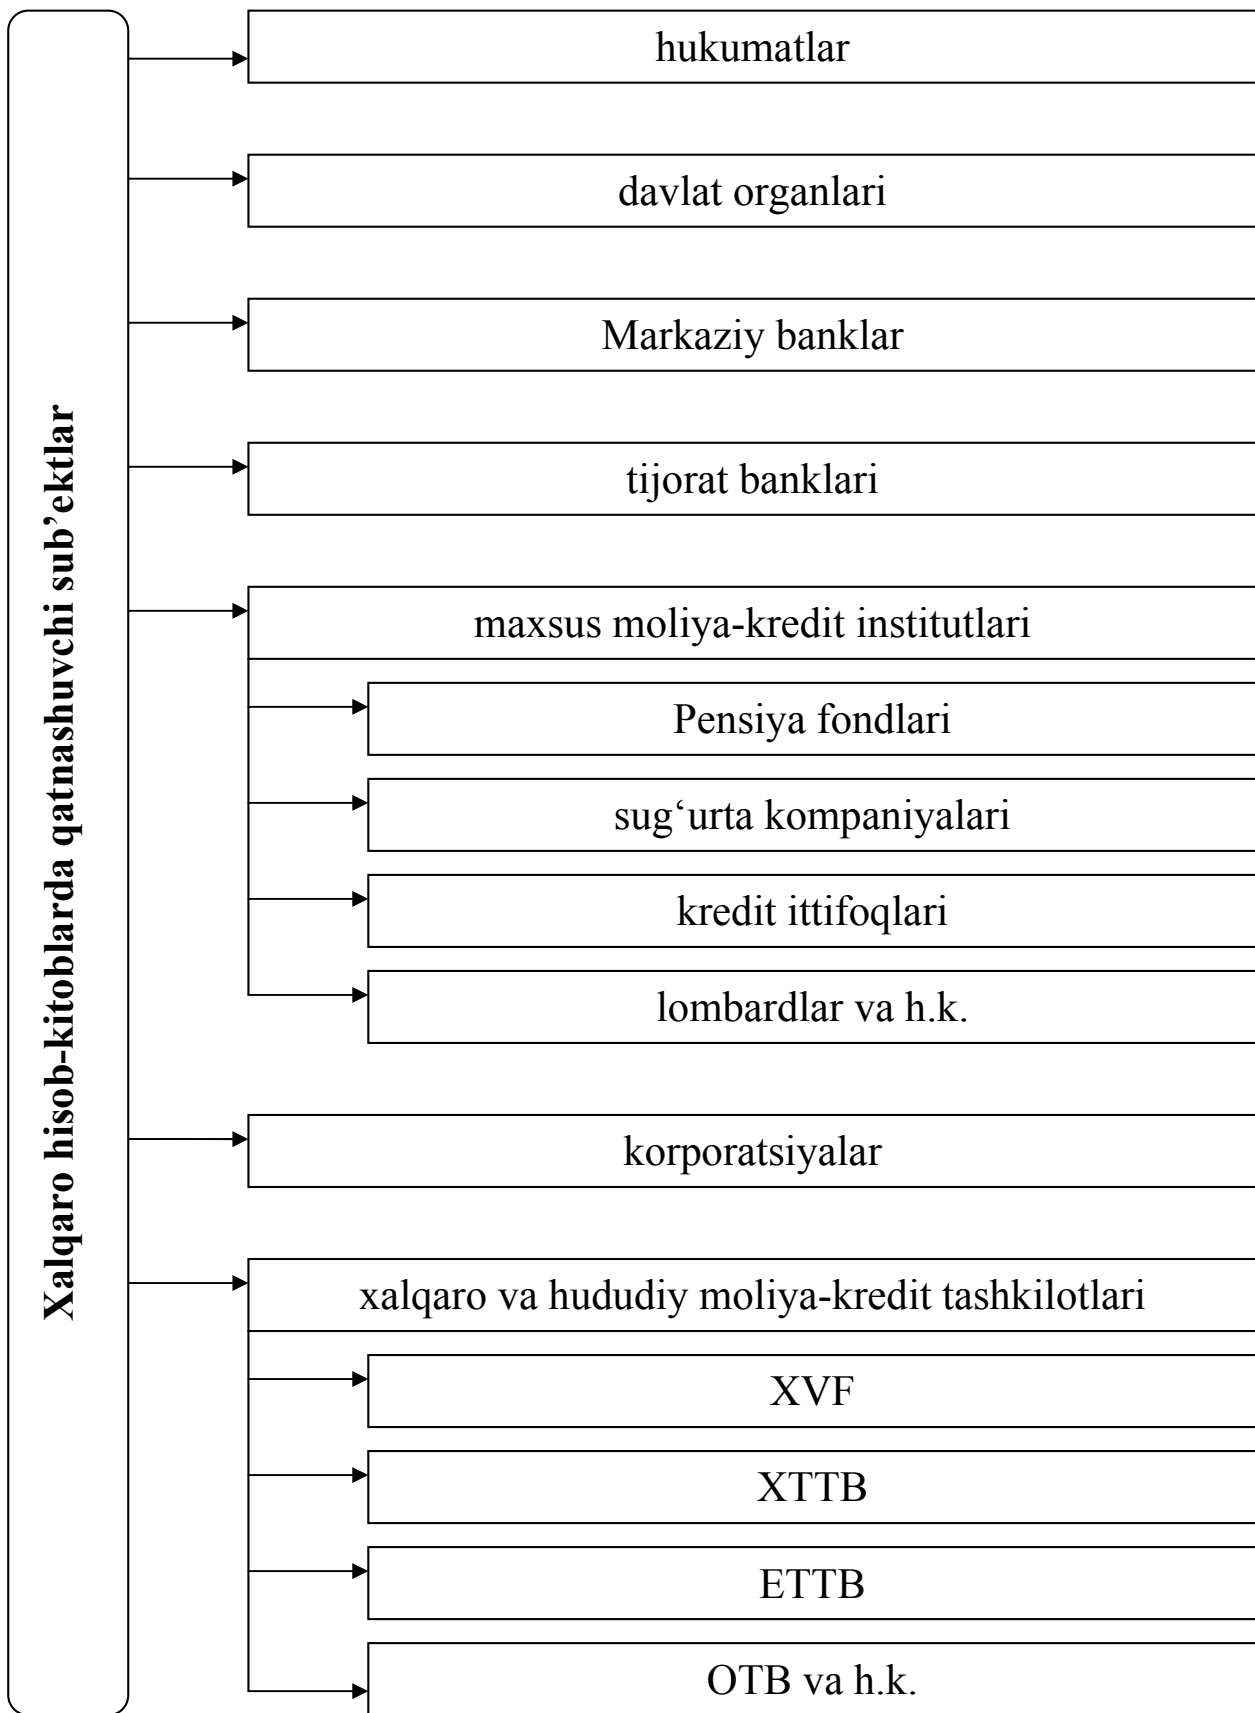 Xalqaro hisob-kitoblarda qatnashuvchi sub’ektlar
hukumatlar
davlat organlari
Markaziy banklar
tijorat banklari
maxsus moliya-kredit institutlari
Pensiya fondlari
sug‘urta kompaniyalari
kredit ittifoqlari
lombardlar va h.k.
korporatsiyalar
xalqaro va hududiy moliya-kredit tashkilotlari
XVF
XTTB
ETTB
OTB va h.k.